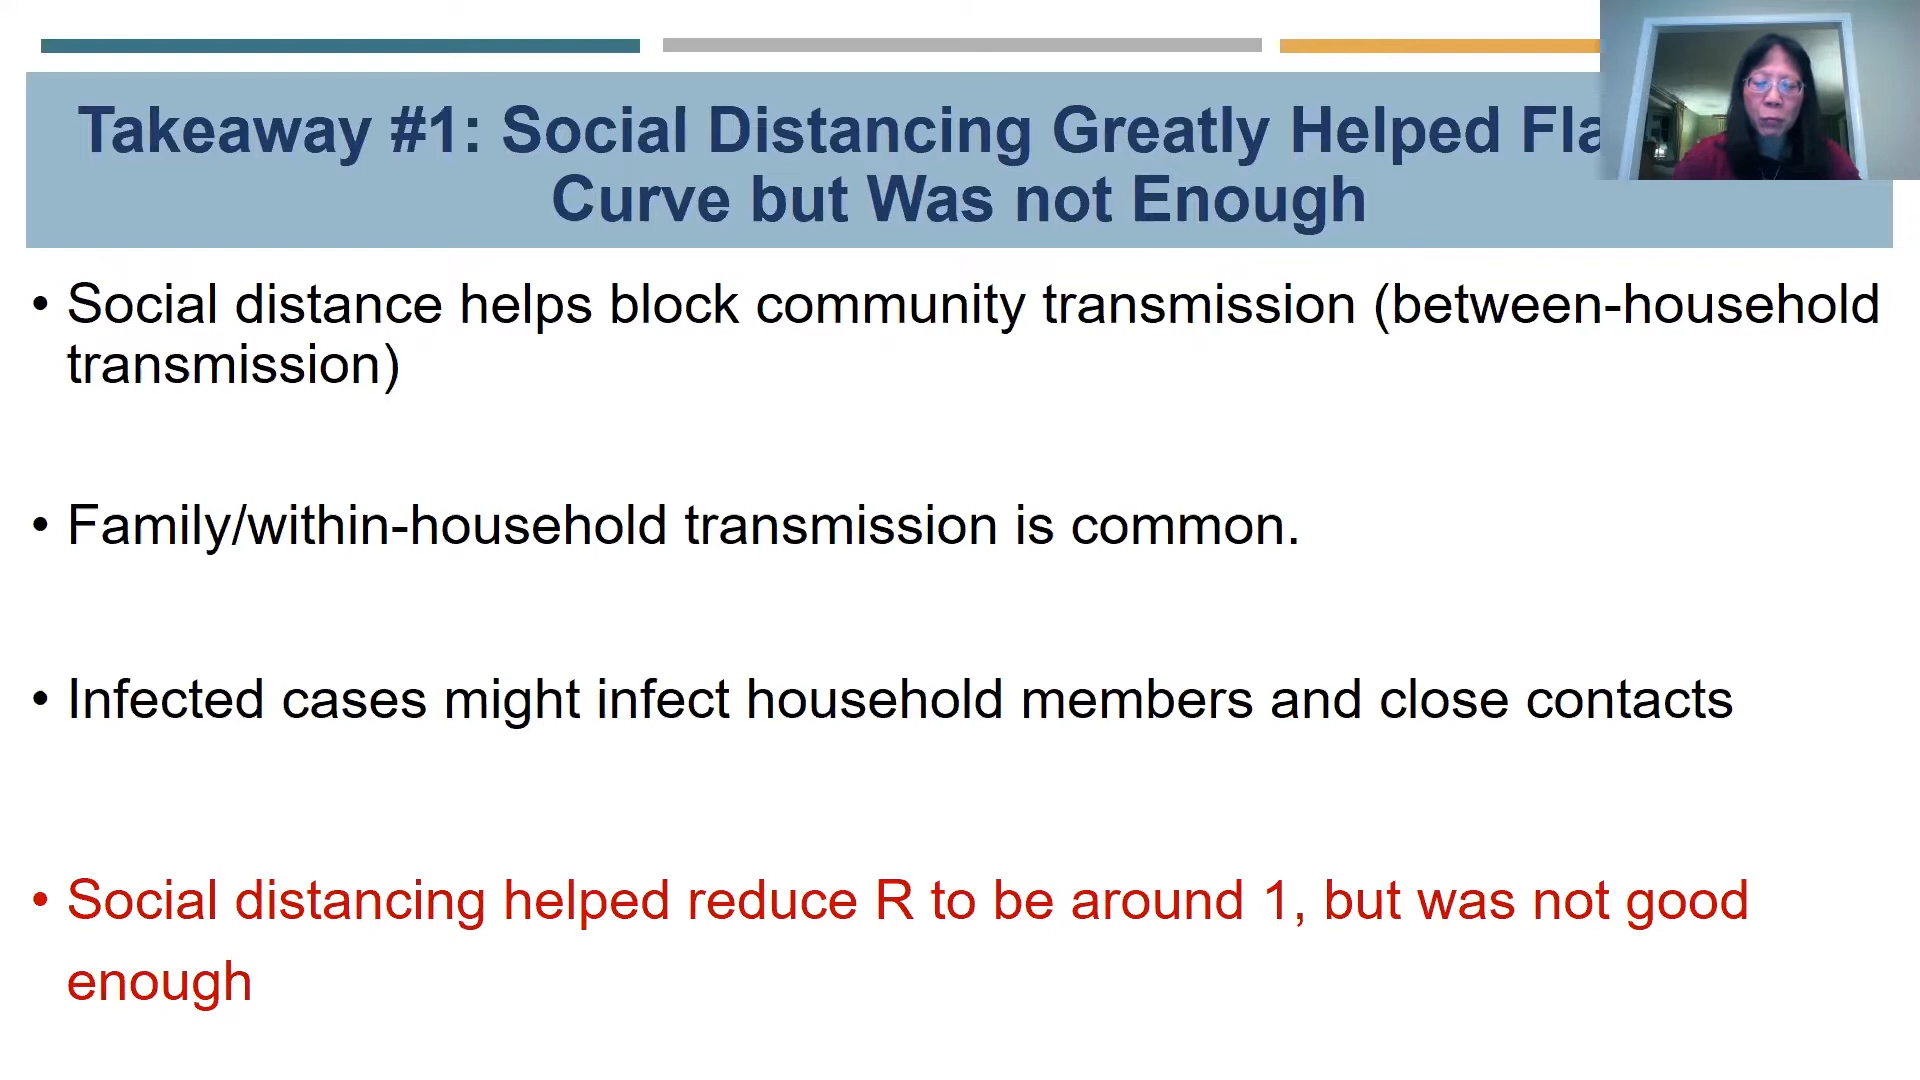 Takeaway #1: Social Distancing Greatly Helped
Curve but Was not Enough
• Social distance helps block community transmission (between-household
transmission)
• Family/within-household transmission is common.
• Infected cases might infect household members and close contacts
• Social distancing helped reduce R to be around 1, but was not good
enough